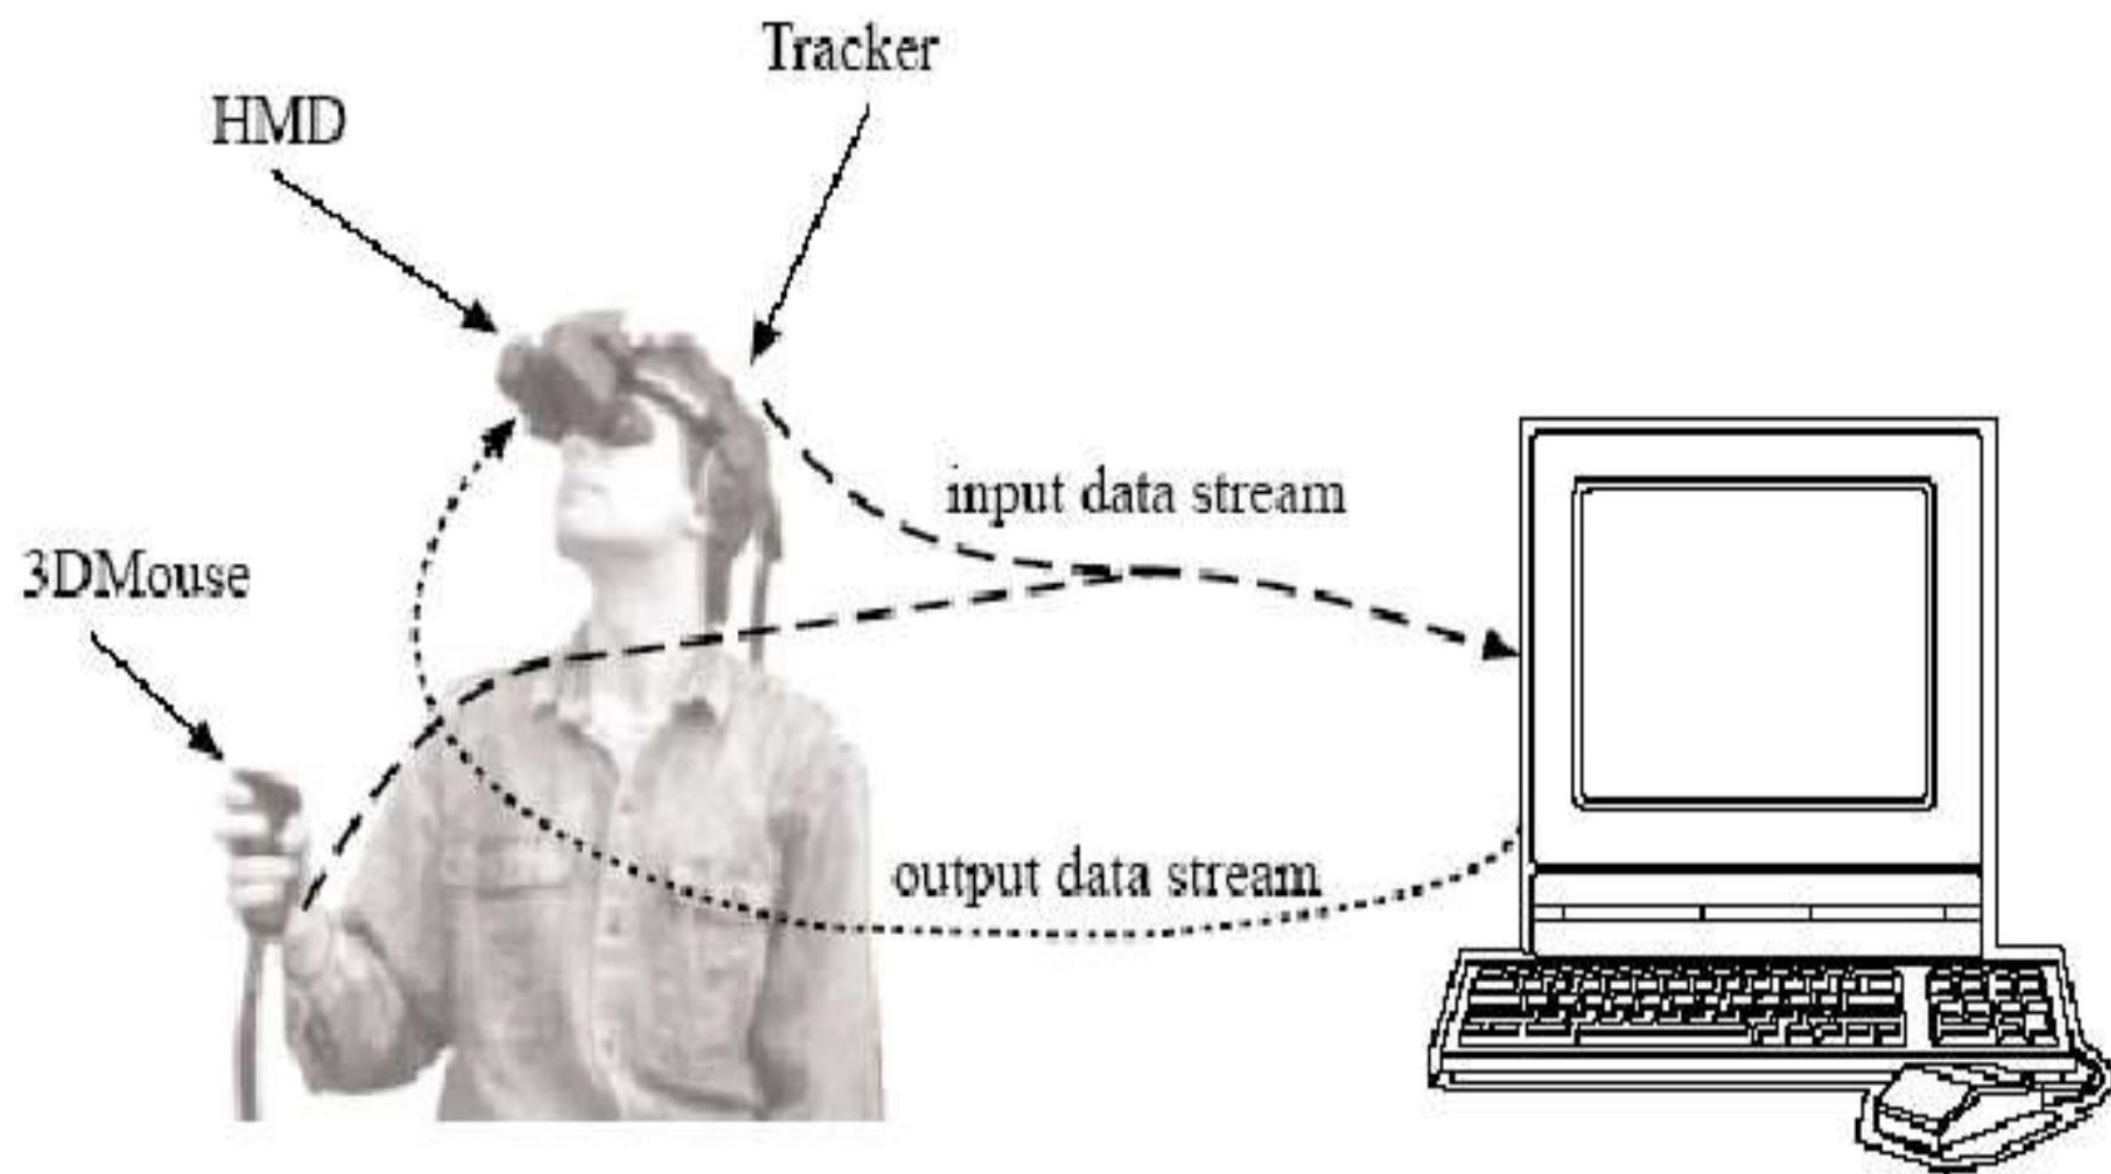 Tracker
HMD
input data stream
3DMouse
output data stream